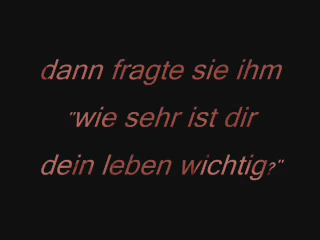 dann fragte sie ihm
"wie sehr ist dir
dein leben wichtig?"